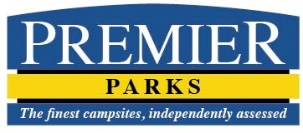 PREMIER
PARKS
The finest campsites, independently assessed